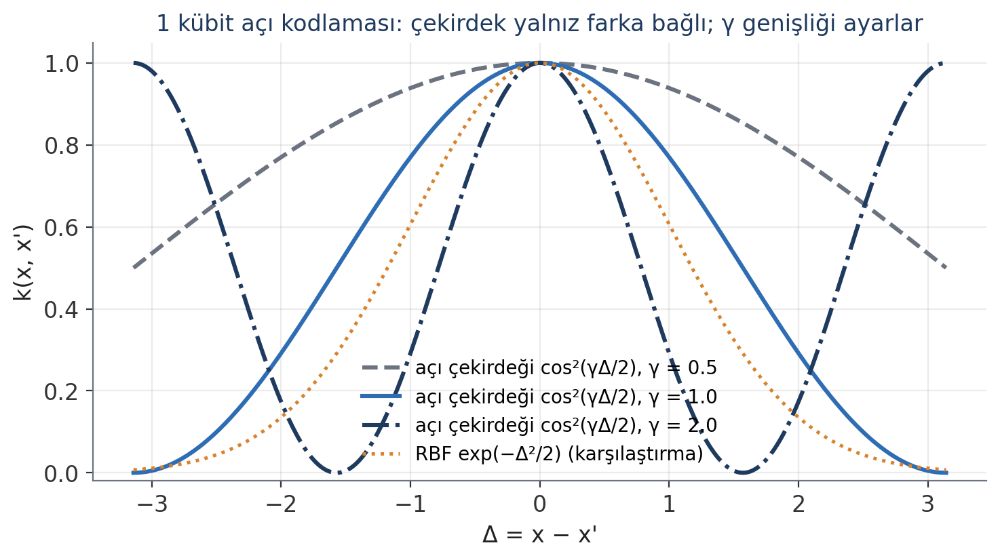 1 kübit açı kodlaması: çekirdek yalnız farka bağlı; γ genişliği ayarlar
k(x, x')
1.0
0.8
0.6
0.4
0.2
0.0
açı çekirdeği cos²(γΔ/2), γ = 0.5
açı çekirdeği cos²(γΔ/2), γ = 1.0
açı çekirdeği cos²(γΔ/2), γ = 2.0
RBF exp(−Δ²/2) (karşılaştırma)
−3 −2 −1 0 1 2 3
Δ = x − x'